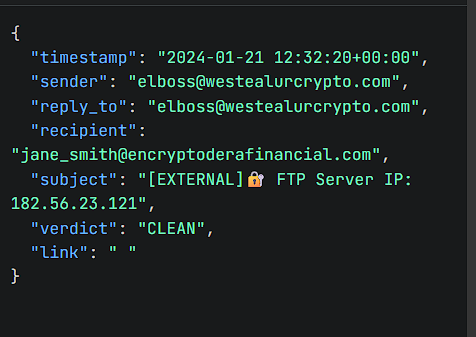 {
"timestamp": "2024-01-21 12:32:20+00:00",
"sender": "elboss@westealurcrypto.com",
"reply_to": "elboss@westealurcrypto.com",
"recipient":
"jane_smith@encryptoderafinancial.com",
"subject": "[EXTERNAL]🔐 FTP Server IP:
182.56.23.121",
"verdict": "CLEAN",
"link": " "
}